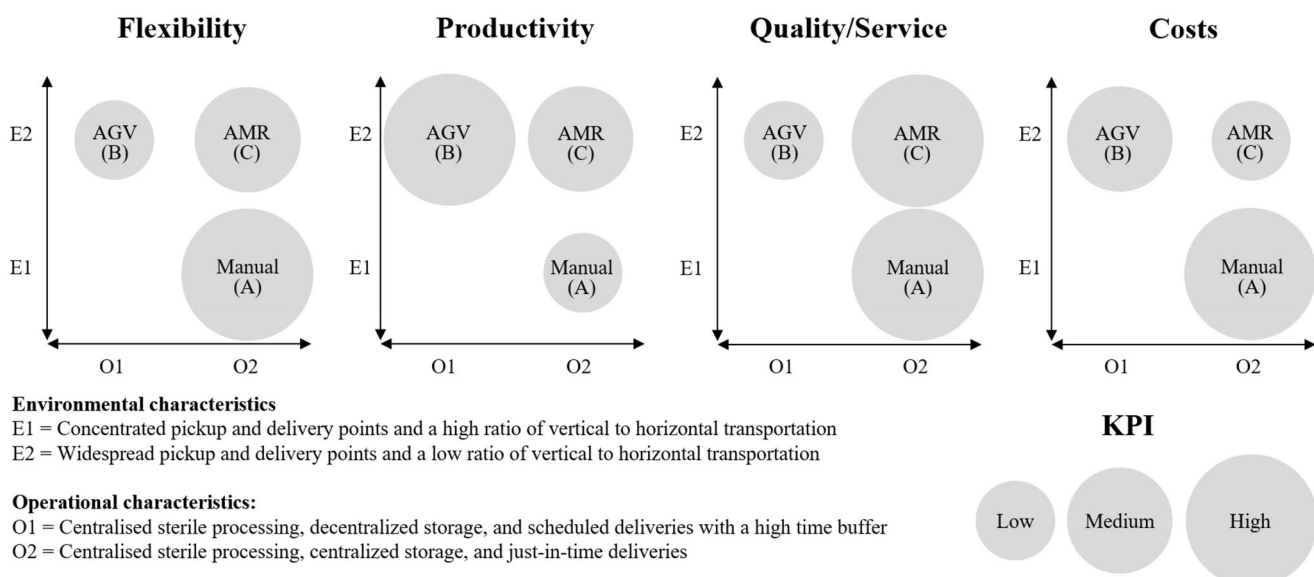 Flexibility Productivity Quality/Service Costs
E2 AGV AMR E2 AGV AMR E2 AGV AMR E2 AGV AMR
(B) (C) (B) (C) (B) (C) (B) (C)
E1 Manual E1 Manual E1 Manual E1 Manual
(A) (A) (A) (A)
O1 O2 O1 O2 O1 O2 O1 O2
Environmental characteristics
E1 = Concentrated pickup and delivery points and a high ratio of vertical to horizontal transportation
E2 = Widespread pickup and delivery points and a low ratio of vertical to horizontal transportation
Operational characteristics:
O1 = Centralised sterile processing, decentralized storage, and scheduled deliveries with a high time buffer
O2 = Centralised sterile processing, centralized storage, and just-in-time deliveries
KPI
Low Medium High